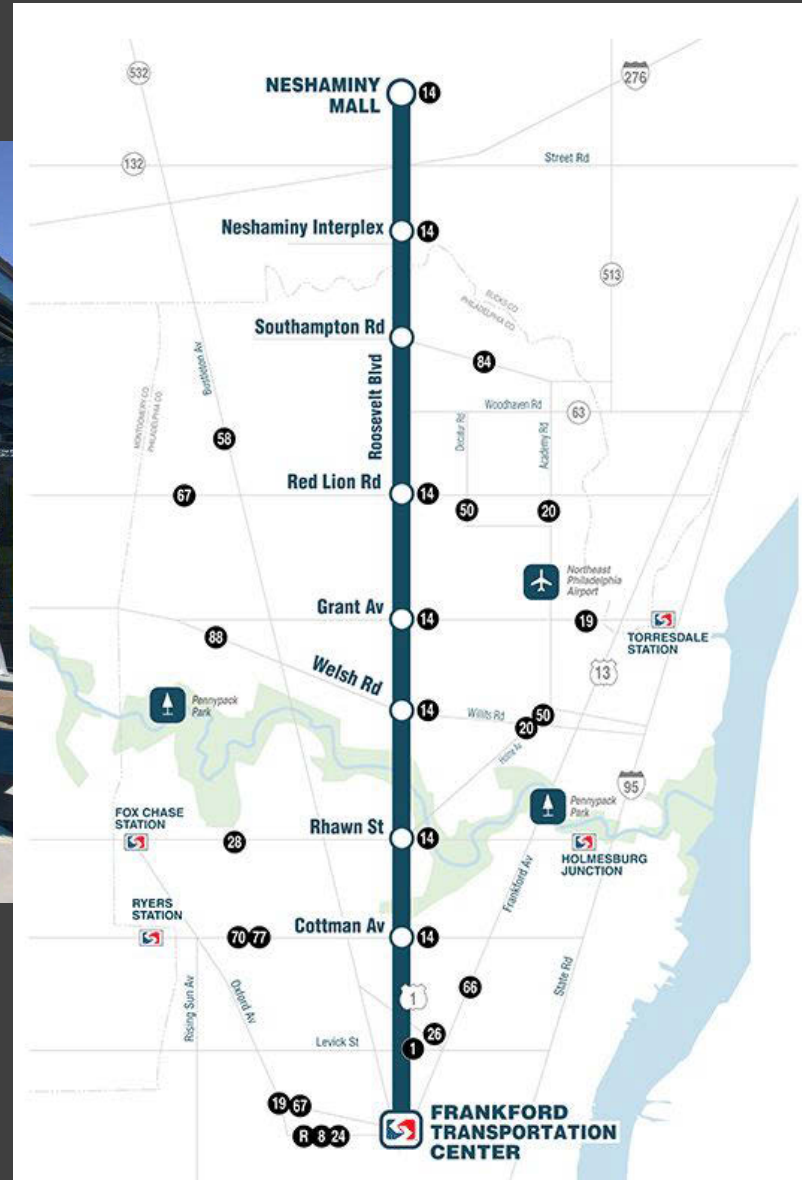 532
276
NESHAMINY
MALL
14
132
Street Rd
Neshaminy Interplex
14
513
BUCKS CO
PHILADELPHIA CO
Southampton Rd
84
Bustleton Av
Roosevelt Blvd
MONTGOMERY CO
PHILADELPHIA CO
Woodhaven Rd
63
Decatur Rd
Academy Rd
58
Red Lion Rd
14
67
50
20
Northeast
Philadelphia
Airport
Grant Av
14
19
TORRESDALE
STATION
88
Welsh Rd
13
Pennypack
Park
14
Willits Rd
50
20
Holme Av
95
Pennypack
Park
FOX CHASE
STATION
28
Rhawn St
14
HOLMESBURG
JUNCTION
Frankford Av
RYERS
STATION
70 77
Cottman Av
14
66
State Rd
Rising Sun Av
Oxford Av
1
26
Levick St
1
19 67
R 8 24
FRANKFORD
TRANSPORTATION
CENTER